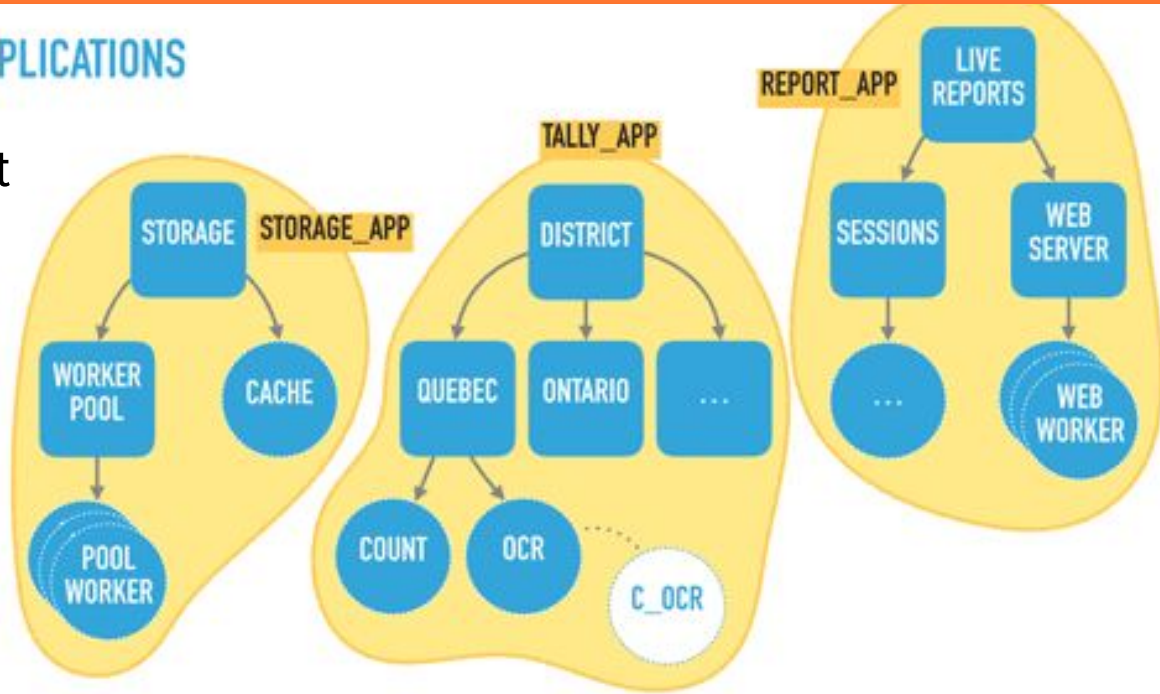 PLICATIONS
t
STORAGE
STORAGE_APP
WORKER
POOL
CACHE
POOL
WORKER
TALLY_APP
DISTRICT
QUEBEC
ONTARIO
...
COUNT
OCR
C_OCR
REPORT_APP
LIVE
REPORTS
SESSIONS
WEB
SERVER
...
WEB
WORKER